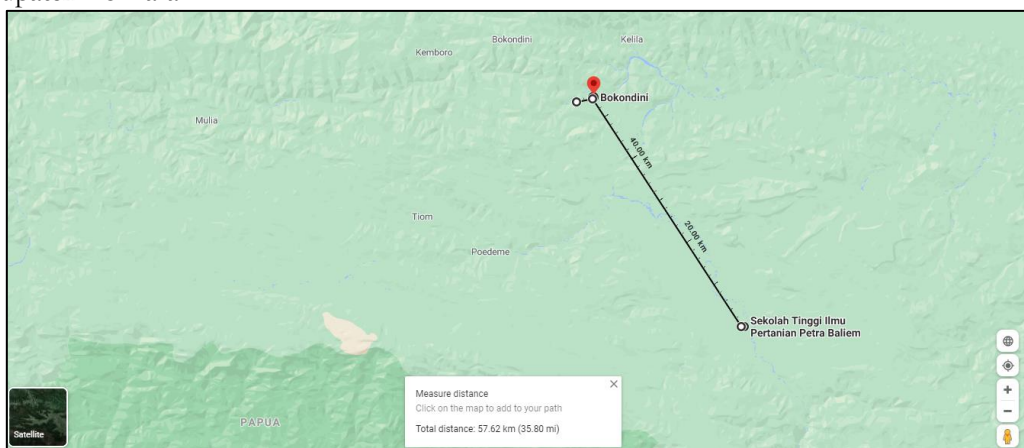 Bokondini
Kelila
Kemboro
Bokondini
Mulia
40.00 km
Tiom
20.00 km
Poedeme
Sekolah Tinggi Ilmu
Pertanian Petra Baliem
Measure distance
Click on the map to add to your path
Total distance: 57.62 km (35.80 mi)
PAPUA
Satellite